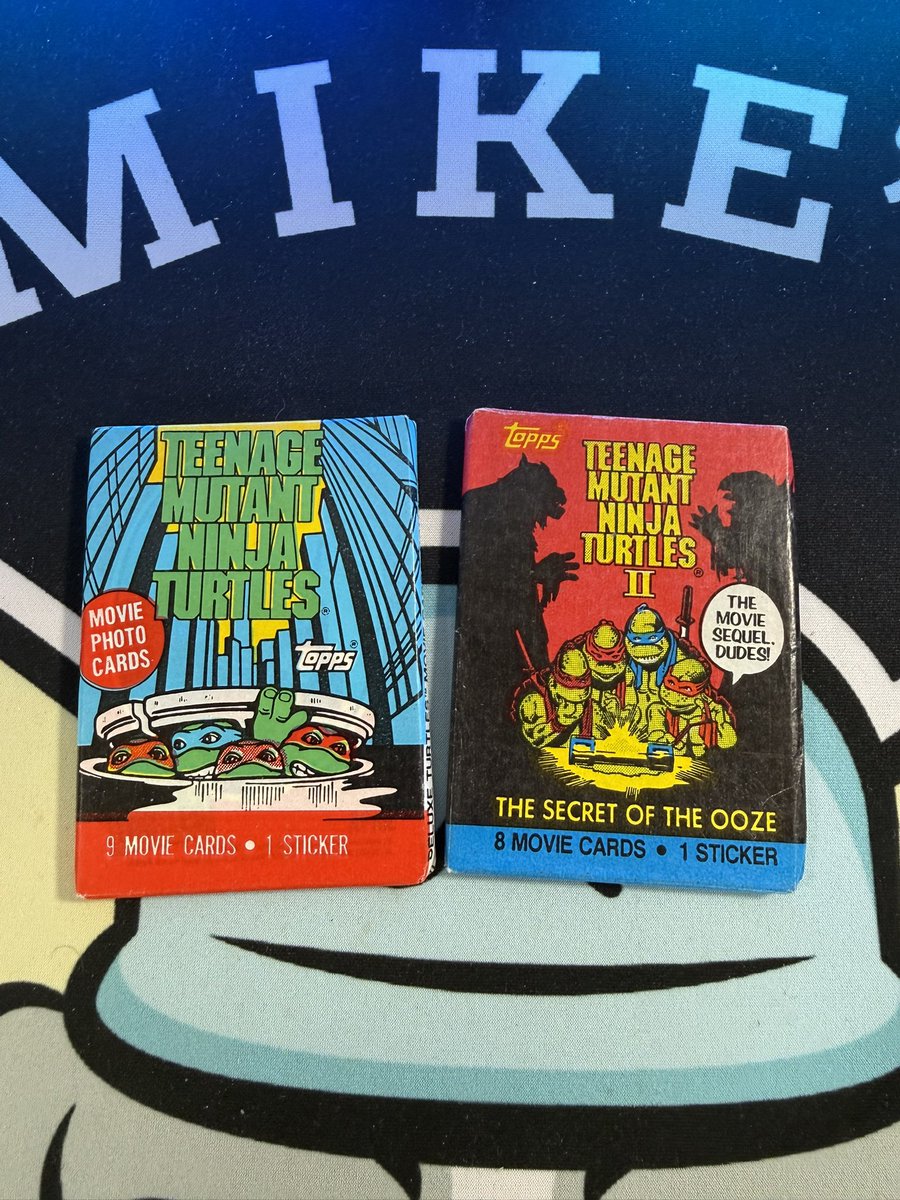 MIKE'
TEENAGE
MUTANT
NINJA
TURTLES®
MOVIE
PHOTO
CARDS
topps®
9 MOVIE CARDS • 1 STICKER
topps®
TEENAGE
MUTANT
NINJA
TURTLES®
II
THE
MOVIE
SEQUEL,
DUDES!
THE SECRET OF THE OOZE
8 MOVIE CARDS • 1 STICKER